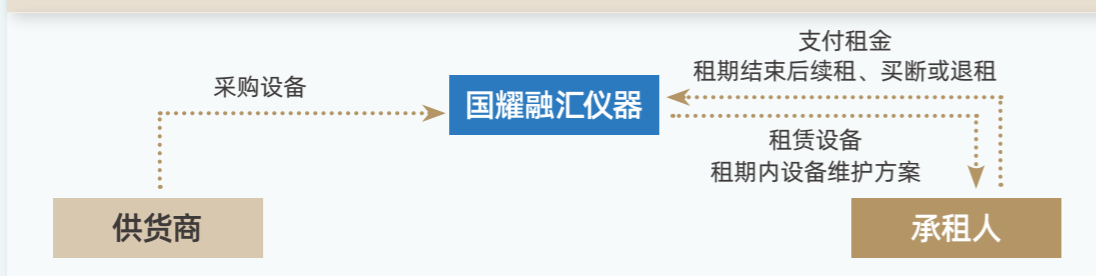 支付租金
租期结束后续租、买断或退租
采购设备
国耀融汇仪器
租赁设备
租期内设备维护方案
供货商
承租人